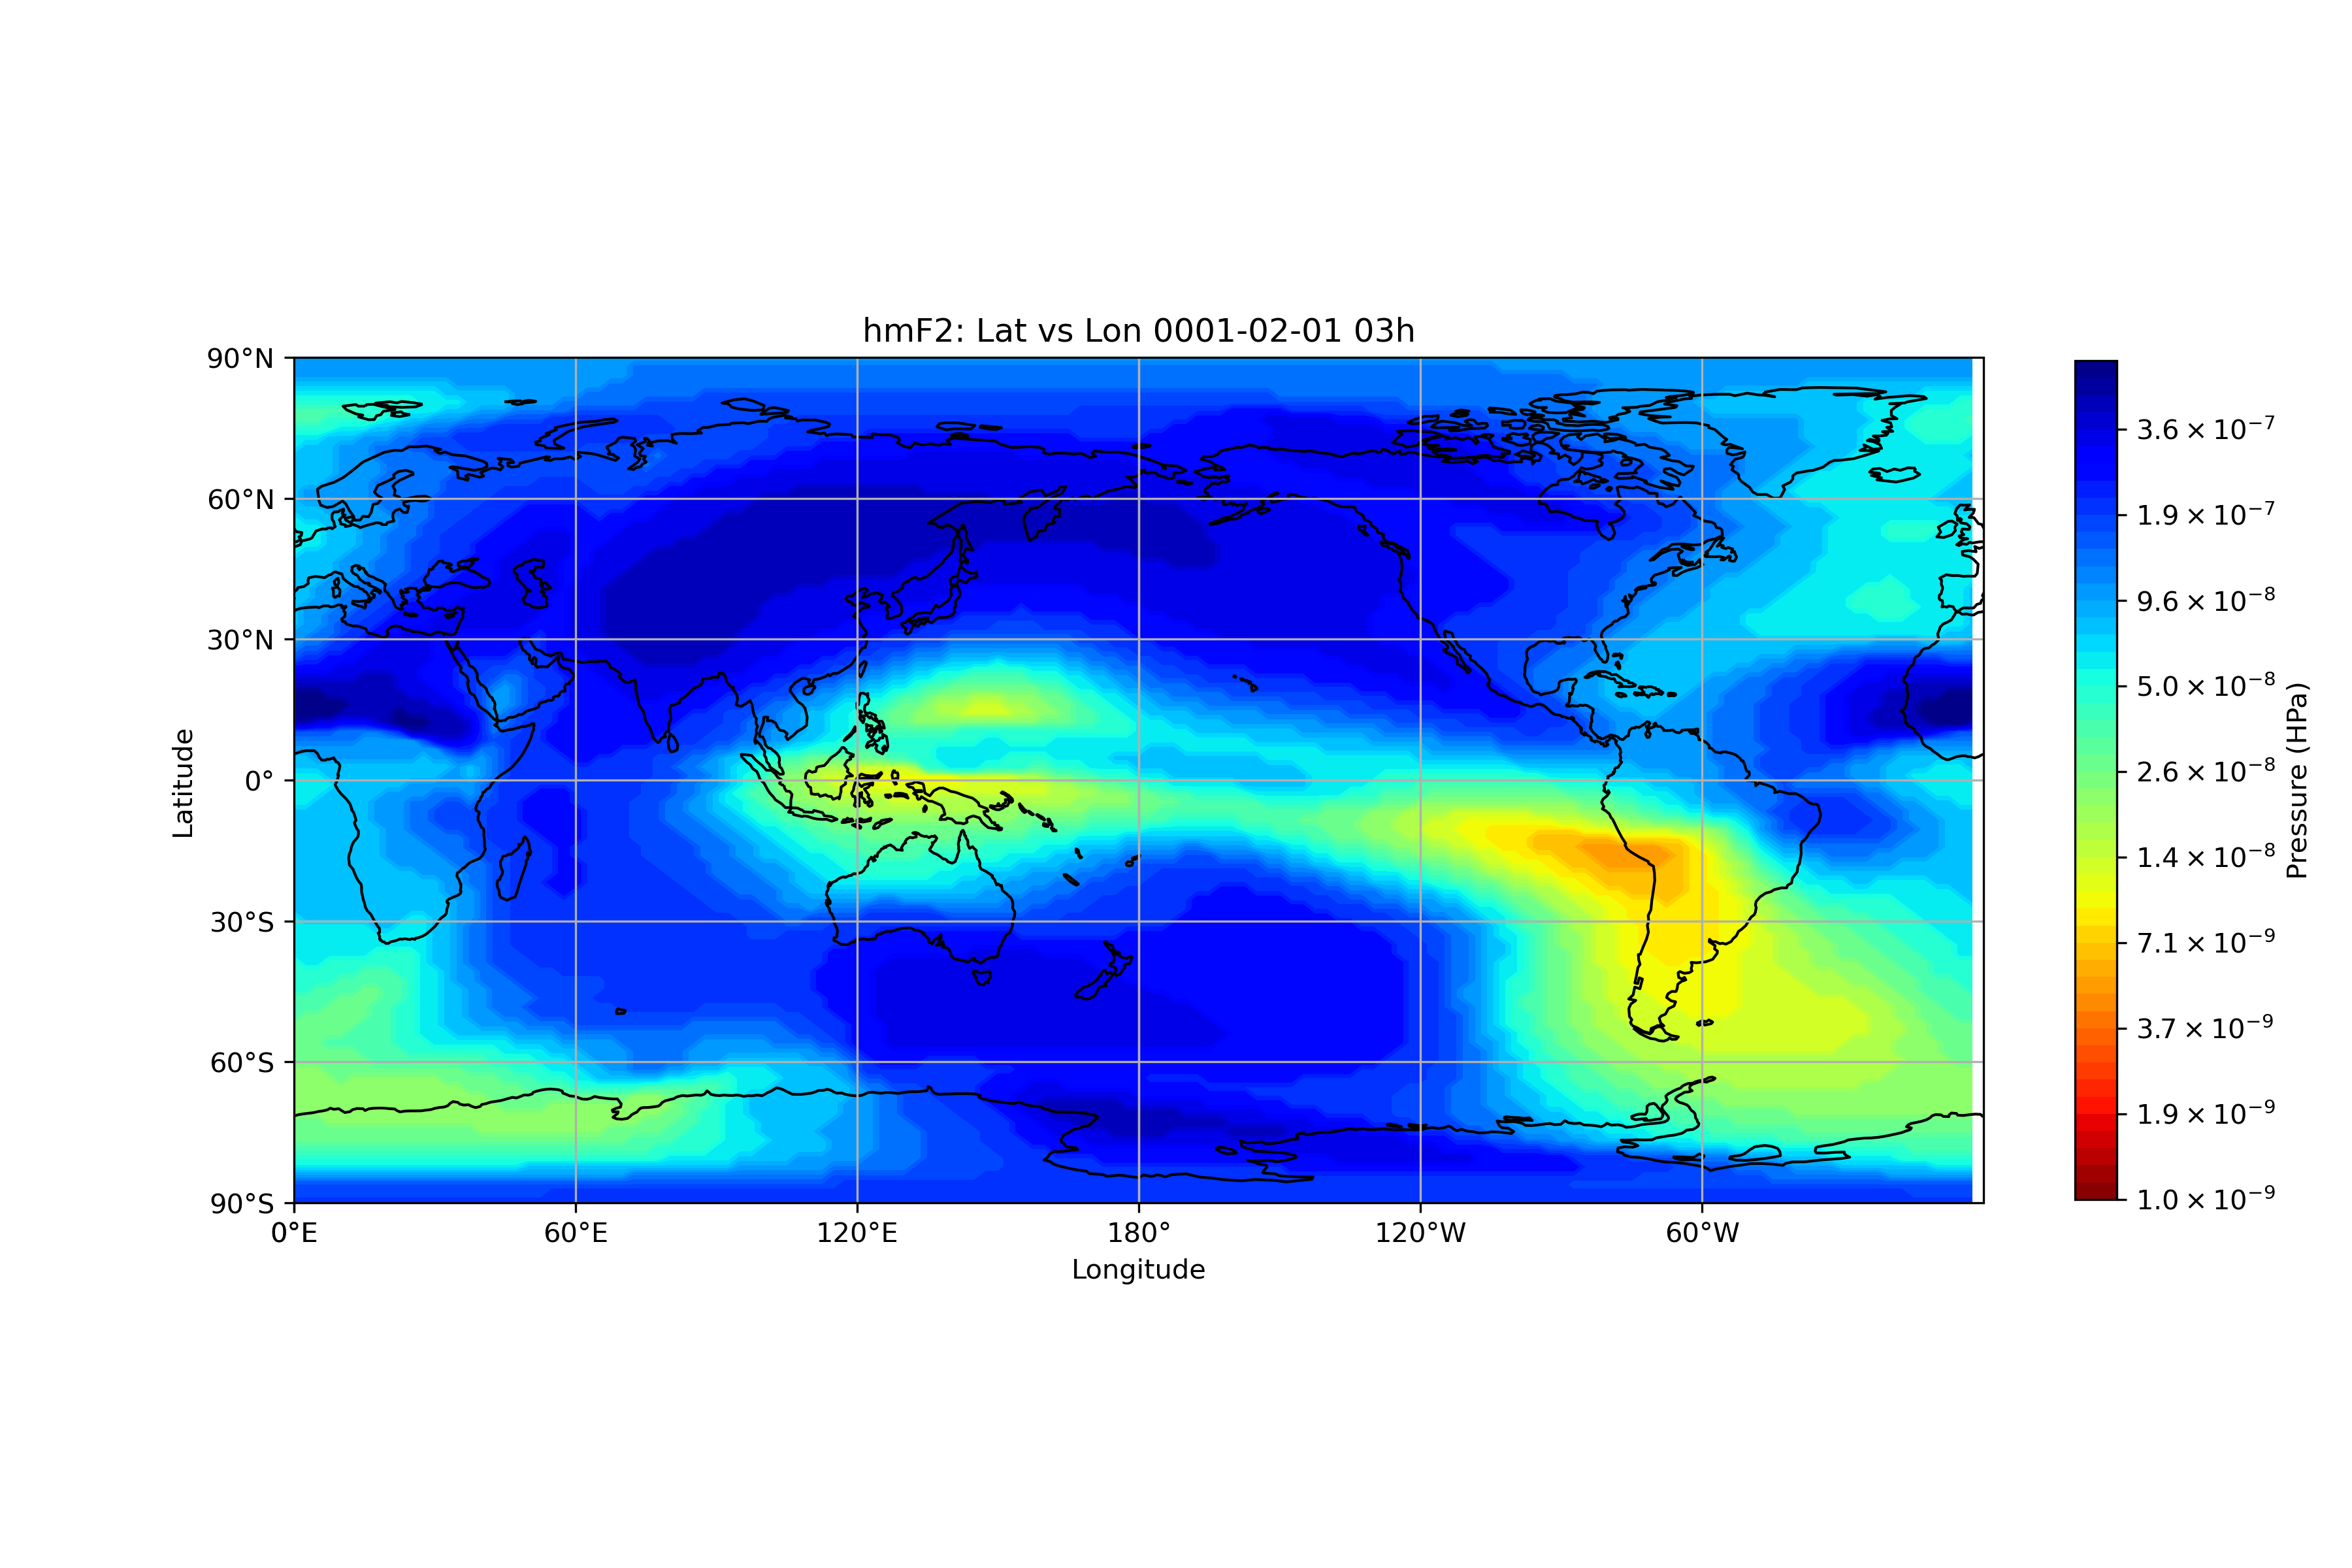 hmF2: Lat vs Lon 0001-02-01 03h
90°N
60°N
30°N
0°
30°S
60°S
90°S
Latitude
0°E
60°E
120°E
180°
120°W
60°W
Longitude
3.6 × 10⁻⁷
1.9 × 10⁻⁷
9.6 × 10⁻⁸
5.0 × 10⁻⁸
2.6 × 10⁻⁸
1.4 × 10⁻⁸
7.1 × 10⁻⁹
3.7 × 10⁻⁹
1.9 × 10⁻⁹
1.0 × 10⁻⁹
Pressure (HPa)